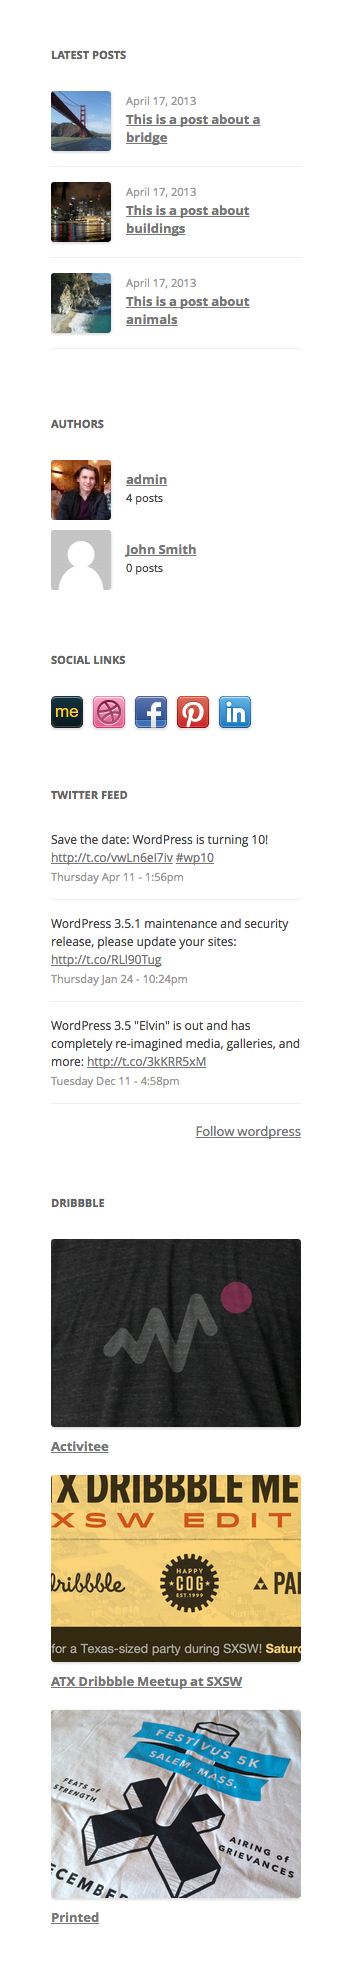 LATEST POSTS
April 17, 2013
This is a post about a
bridge
April 17, 2013
This is a post about
buildings
April 17, 2013
This is a post about
animals
AUTHORS
admin
4 posts
John Smith
0 posts
SOCIAL LINKS
me
f
in
TWITTER FEED
Save the date: WordPress is turning 10!
http://t.co/vwLn6eI7iv #wp10
Thursday Apr 11 - 1:56pm
WordPress 3.5.1 maintenance and security
release, please update your sites:
http://t.co/RLI90Tug
Thursday Jan 24 - 10:24pm
WordPress 3.5 "Elvin" is out and has
completely re-imagined media, galleries, and
more: http://t.co/3kKRR5xM
Tuesday Dec 11 - 4:58pm
Follow wordpress
DRIBBBLE
Activitee
TX DRIBBBLE ME
XSW EDIT
dribbble
HAPPY
COG
EST.1999
PA
for a Texas-sized party during SXSW! Saturd
ATX Dribbble Meetup at SXSW
FESTIVUS 5K
SALEM, MASS.
FEATS of
STRENGTH
AIRING of
GRIEVANCES
ECEMBER
Printed